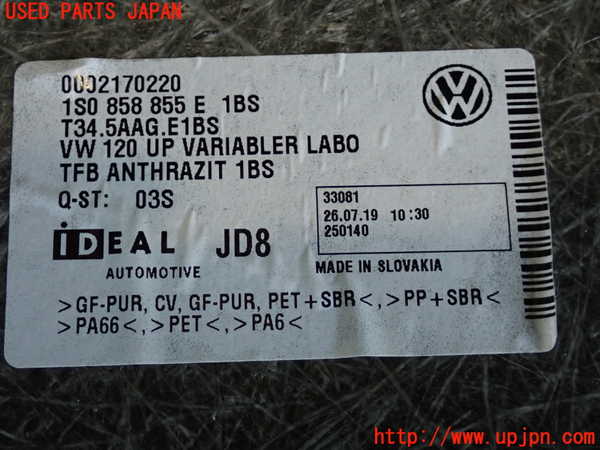 USED PARTS JAPAN
0002170220
1S0 858 855 E 1BS
T34.5AAG.E1BS
VW 120 UP VARIABLER LABO
TFB ANTHRAZIT 1BS
Q-ST: 03S
33081
26.07.19 10:30
250140
iDEAL JD8
AUTOMOTIVE
MADE IN SLOVAKIA
>GF-PUR, CV, GF-PUR, PET+SBR<,>PP+SBR<
>PA66<,>PET<,>PA6<
http://www.upjpn.com/